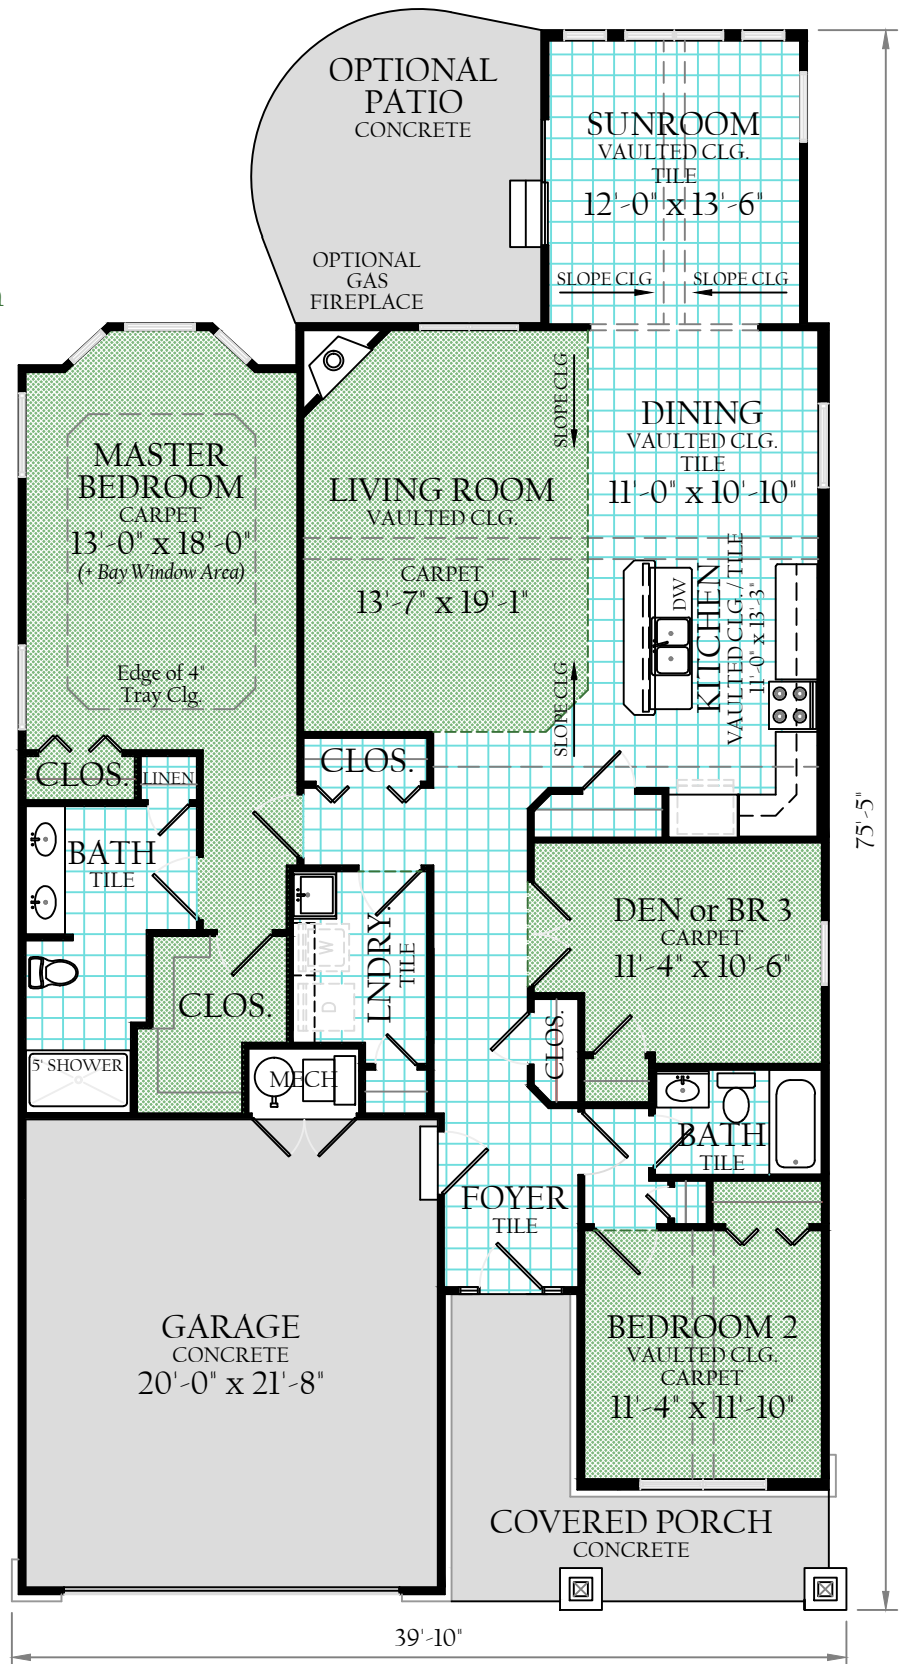 OPTIONAL
PATIO
CONCRETE
SUNROOM
VAULTED CLG.
TILE
12'-0" x 13'-6"
OPTIONAL
GAS
FIREPLACE
SLOPE CLG
SLOPE CLG
SLOPE CLG
DINING
VAULTED CLG.
TILE
11'-0" x 10'-10"
MASTER
BEDROOM
CARPET
13'-0" x 18'-0"
(+ Bay Window Area)
LIVING ROOM
VAULTED CLG.
CARPET
13'-7" x 19'-1"
DW
KITCHEN
VAULTED CLG. / TILE
11'-0" x 13'-3"
Edge of 4"
Tray Clg.
SLOPE CLG
CLOS.
LINEN
CLOS.
75'-5"
BATH
TILE
DEN or BR 3
CARPET
11'-4" x 10'-6"
W
D
LNDRY.
TILE
CLOS.
CLOS.
5' SHOWER
MECH
BATH
TILE
FOYER
TILE
GARAGE
CONCRETE
20'-0" x 21'-8"
BEDROOM 2
VAULTED CLG.
CARPET
11'-4" x 11'-10"
COVERED PORCH
CONCRETE
39'-10"